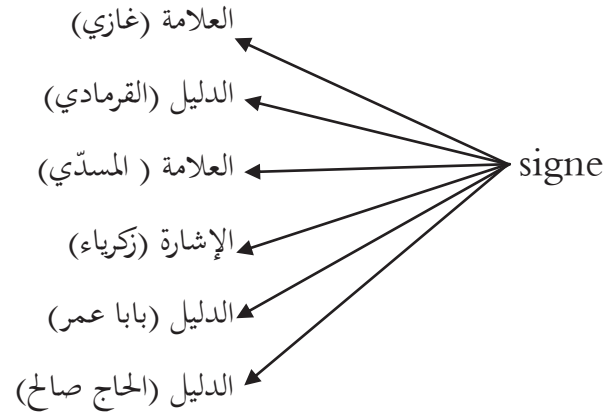 العلامة (غازي)
الدليل (القرمادي)
العلامة ( المسدّي)
signe
الإشارة (زكرياء)
الدليل (بابا عمر)
الدليل (الحاج صالح)